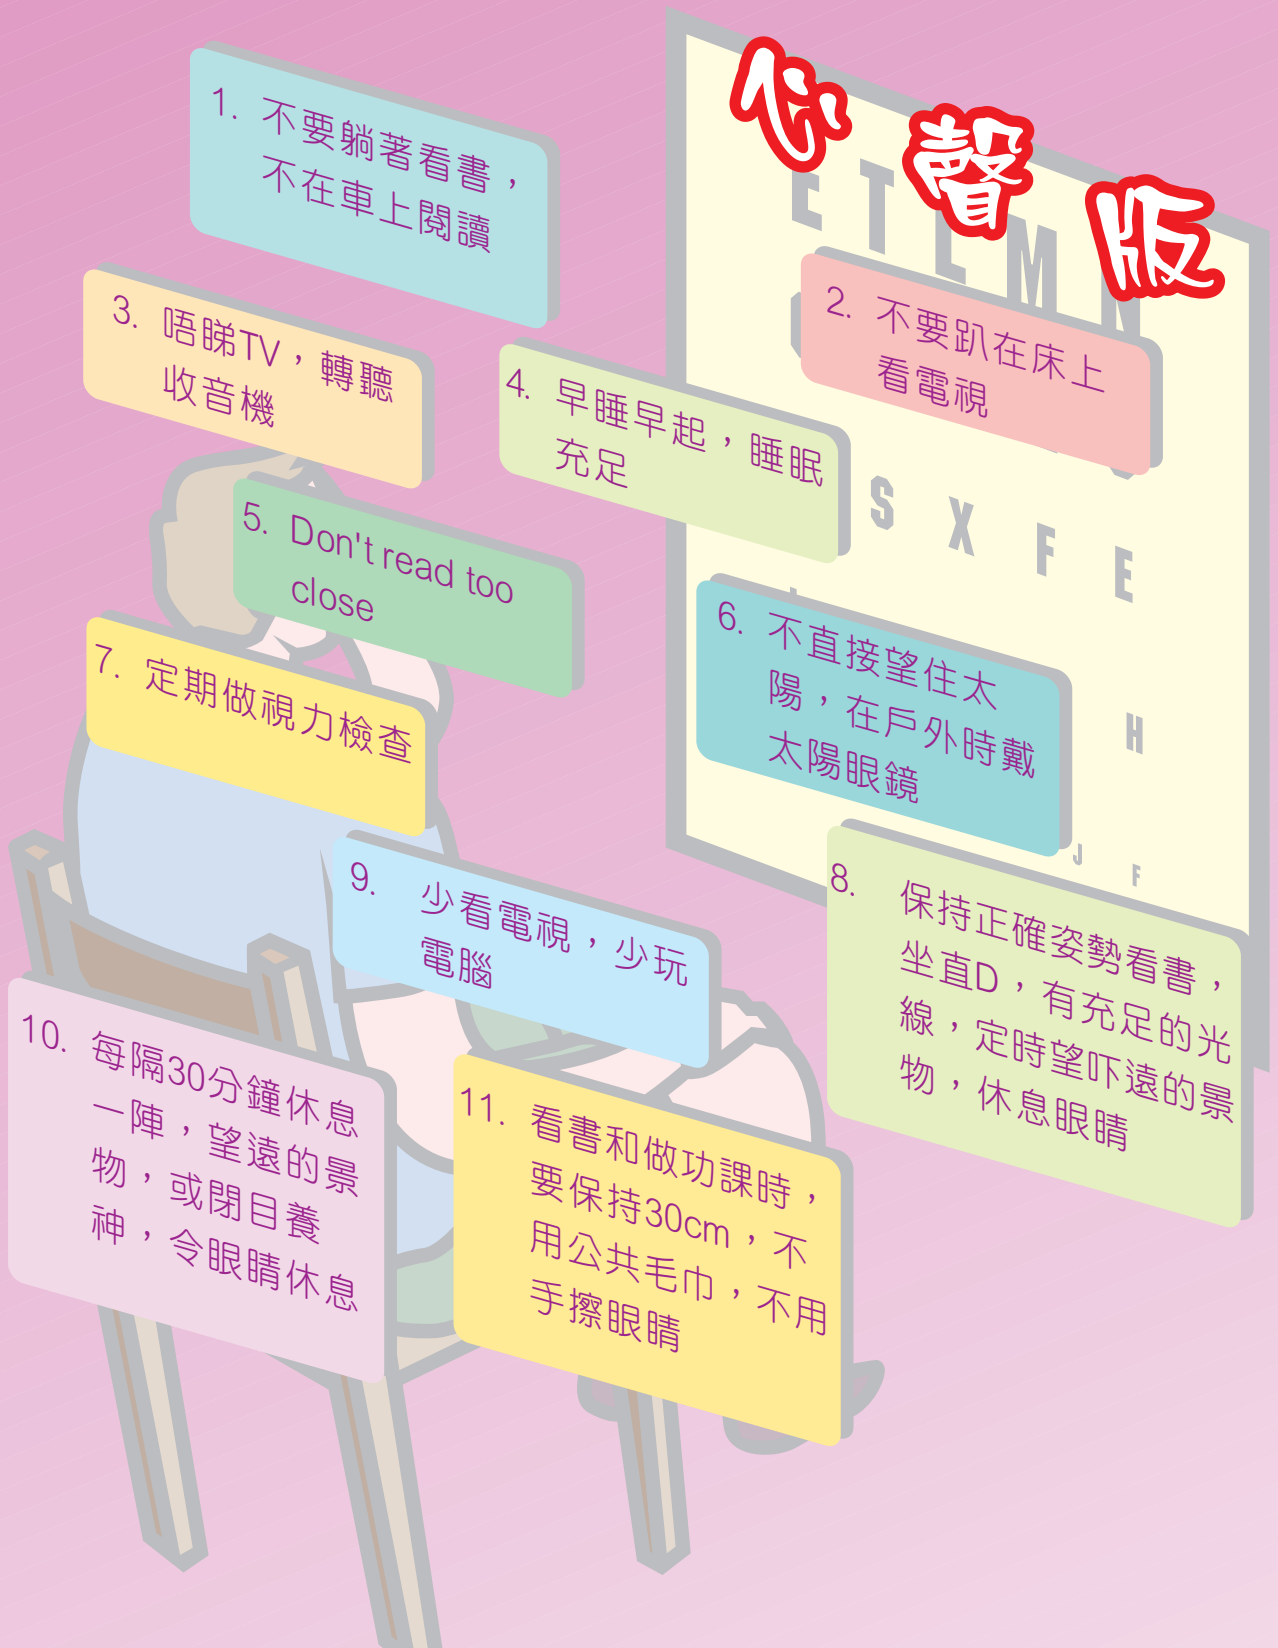 心聲版
1. 不要躺著看書，
不在車上閱讀
2. 不要趴在床上
看電視
3. 唔睇TV，轉聽
收音機
4. 早睡早起，睡眠
充足
5. Don't read too
close
6. 不直接望住太
陽，在戶外時戴
太陽眼鏡
7. 定期做視力檢查
8. 保持正確姿勢看書，
坐直D，有充足的光
線，定時望吓遠的景
物，休息眼睛
9. 少看電視，少玩
電腦
10. 每隔30分鐘休息
一陣，望遠的景
物，或閉目養
神，令眼睛休息
11. 看書和做功課時，
要保持30cm，不
用公共毛巾，不用
手擦眼睛
E T L M N
S X F E
H
J F